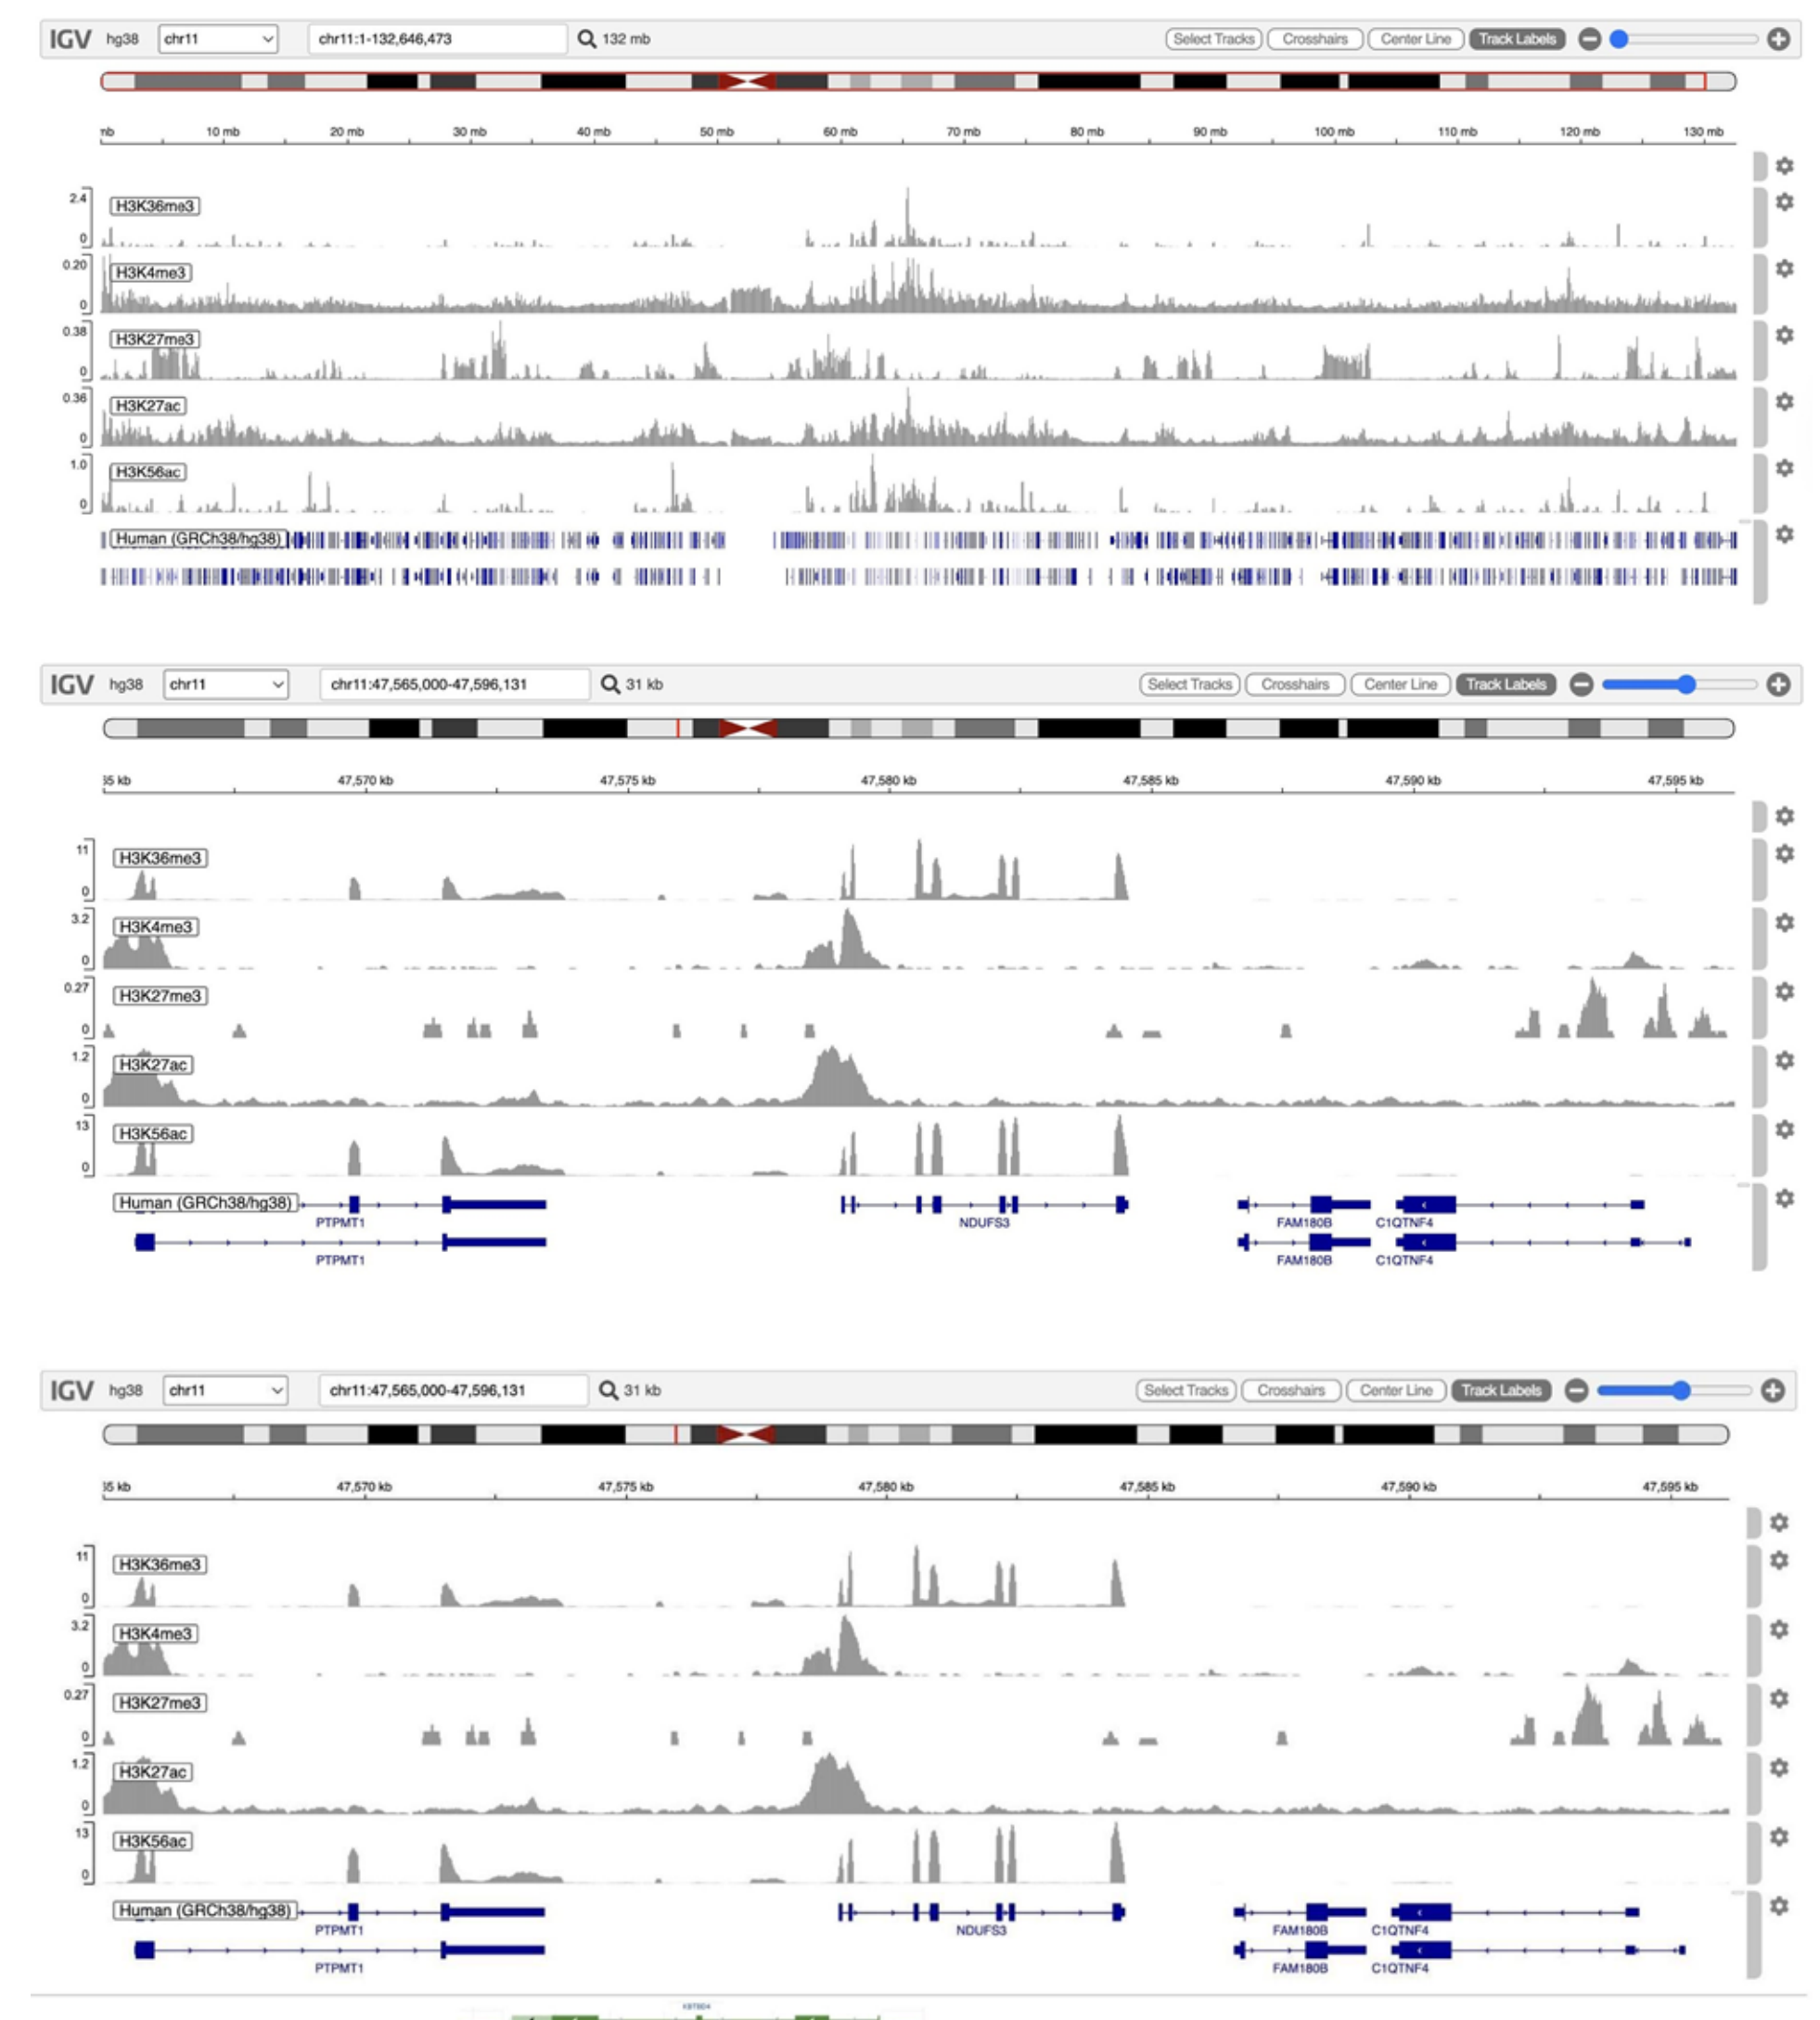 IGV hg38 chr11 chr11:1-132,646,473 132 mb Select Tracks Crosshairs Center Line Track Labels
mb 10 mb 20 mb 30 mb 40 mb 50 mb 60 mb 70 mb 80 mb 90 mb 100 mb 110 mb 120 mb 130 mb
2.4 H3K36me3
0
0.20 H3K4me3
0
0.38 H3K27me3
0
0.36 H3K27ac
0
1.0 H3K56ac
0
Human (GRCh38/hg38)
IGV hg38 chr11 chr11:47,565,000-47,596,131 31 kb Select Tracks Crosshairs Center Line Track Labels
55 kb 47,570 kb 47,575 kb 47,580 kb 47,585 kb 47,590 kb 47,595 kb
11 H3K36me3
0
3.2 H3K4me3
0
0.27 H3K27me3
0
1.2 H3K27ac
0
13 H3K56ac
0
Human (GRCh38/hg38)
PTPMT1 NDUFS3 FAM180B C1QTNF4
PTPMT1 FAM180B C1QTNF4
IGV hg38 chr11 chr11:47,565,000-47,596,131 31 kb Select Tracks Crosshairs Center Line Track Labels
55 kb 47,570 kb 47,575 kb 47,580 kb 47,585 kb 47,590 kb 47,595 kb
11 H3K36me3
0
3.2 H3K4me3
0
0.27 H3K27me3
0
1.2 H3K27ac
0
13 H3K56ac
0
Human (GRCh38/hg38)
PTPMT1 NDUFS3 FAM180B C1QTNF4
PTPMT1 FAM180B C1QTNF4